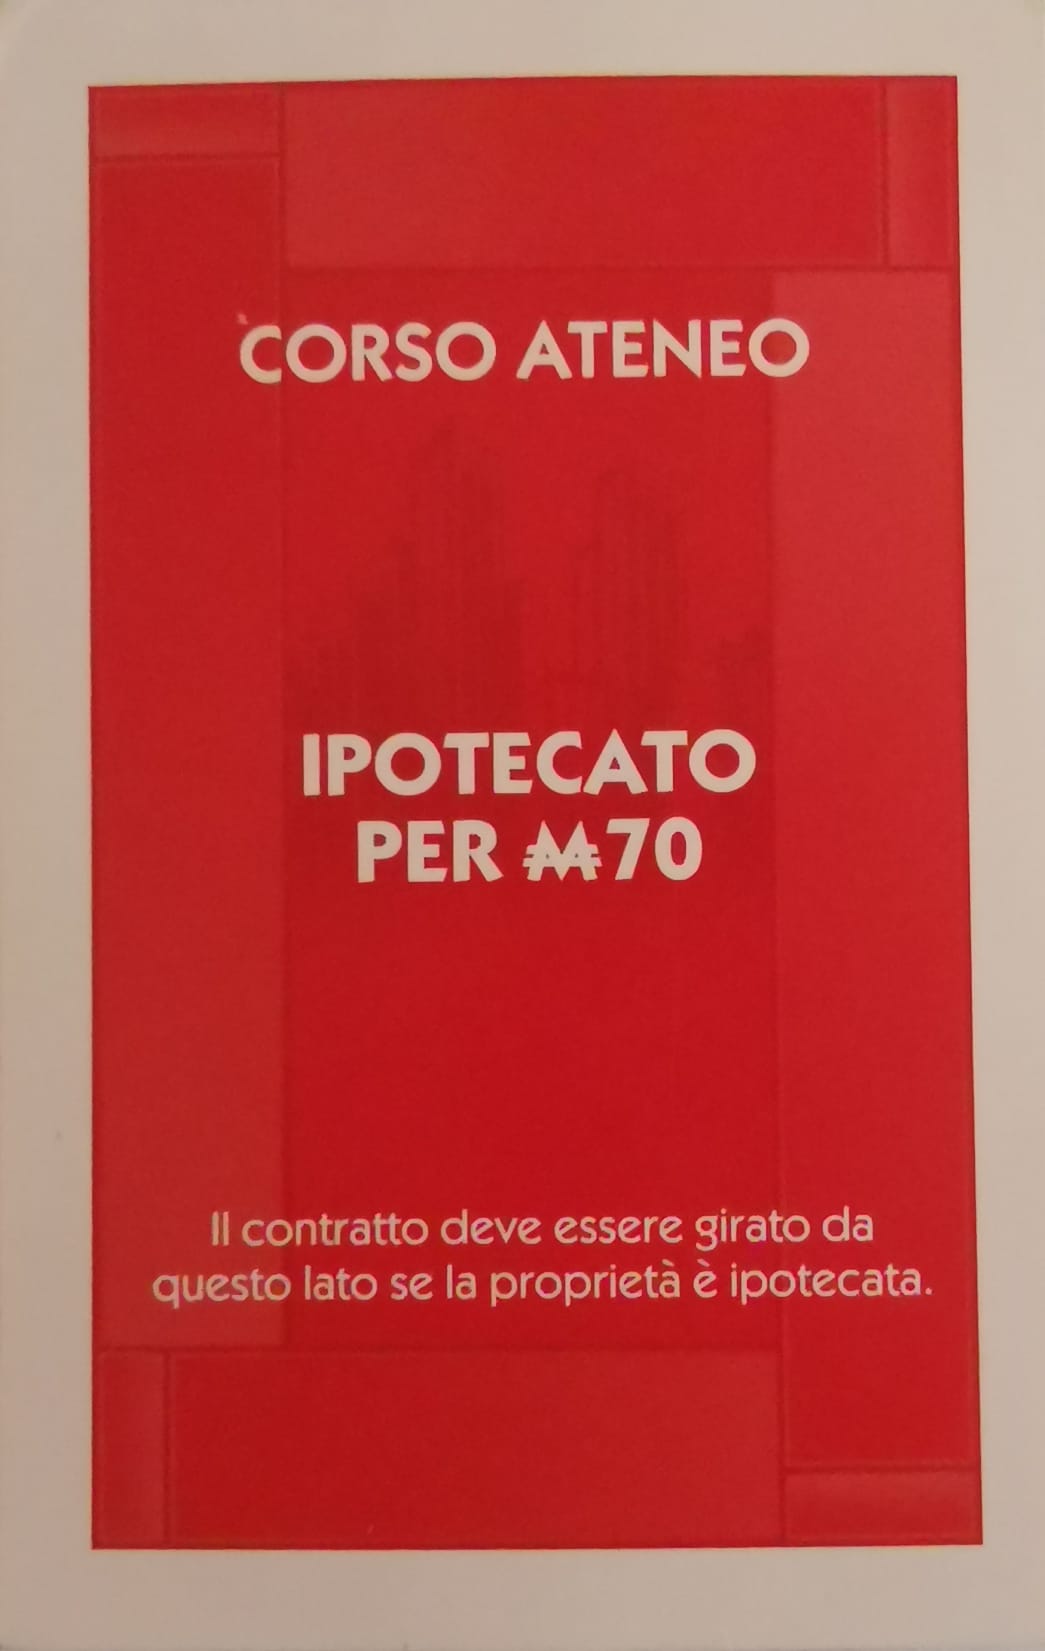 CORSO ATENEO
IPOTECATO
PER ₩70
Il contratto deve essere girato da
questo lato se la proprietà è ipotecata.